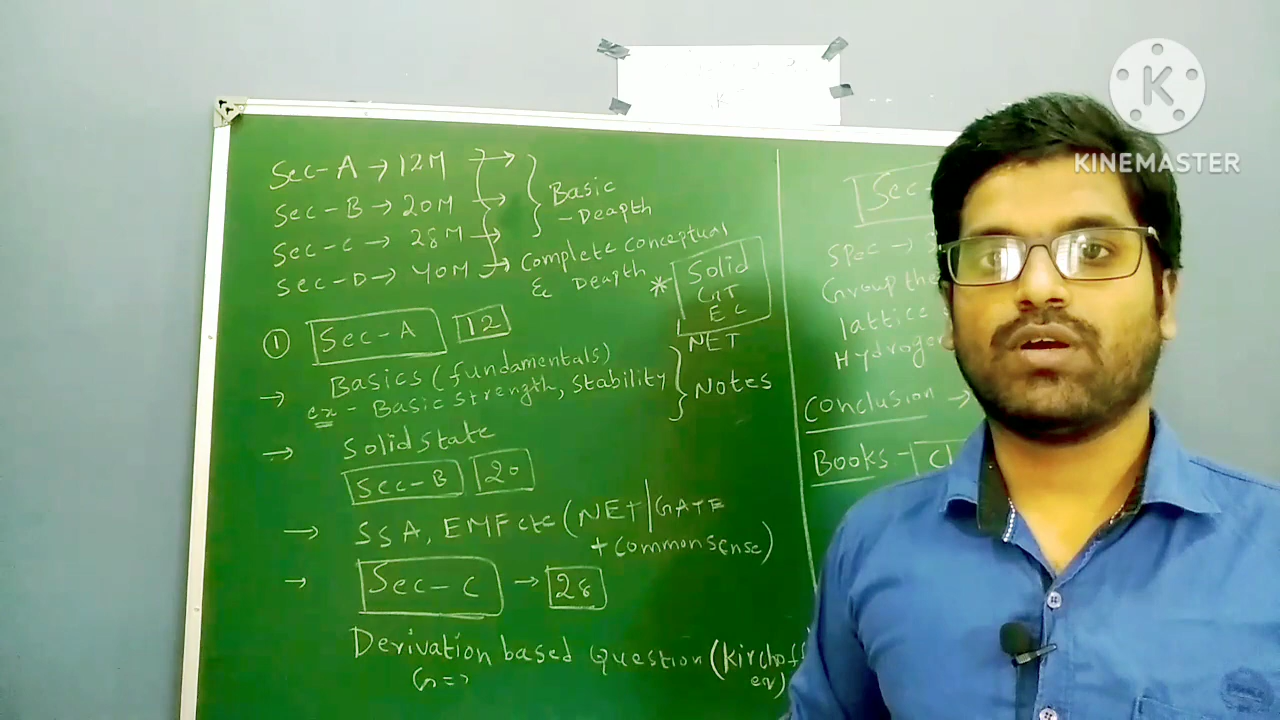 Sec-A → 12M
Sec-B → 20M
Sec-C → 28M
Sec-D → 40M
Basic
- Deapth
Complete conceptual
& Deapth
* Solid
GT
EC
① Sec-A 12
→ Basics (fundamentals)
ex - Basic strength, stability
NET
Notes
→ Solid state
Sec-B 20
→ SSA, EMF etc (NET|GATE
+ Commonsense)
→ Sec-C → 28
Derivation based question (Kirchoff
eq)
Sec-
Spec →
Group the
lattice
Hydrogen
Conclusion →
Books -
K
KINEMASTER